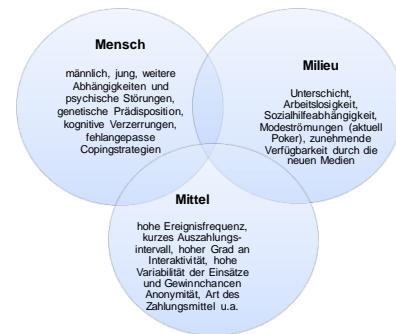 Mensch
männlich, jung, weitere
Abhängigkeiten und
psychische Störungen,
genetische Prädisposition,
kognitive Verzerrungen,
fehlangepasse
Copingstrategien
Milieu
Unterschicht,
Arbeitslosigkeit,
Sozialhilfeabhängigkeit,
Modeströmungen (aktuell
Poker), zunehmende
Verfügbarkeit durch die
neuen Medien
Mittel
hohe Ereignisfrequenz,
kurzes Auszahlungs-
intervall, hoher Grad an
Interaktivität, hohe
Variabilität der Einsätze
und Gewinnchancen
Anonymität, Art des
Zahlungsmittel u.a.